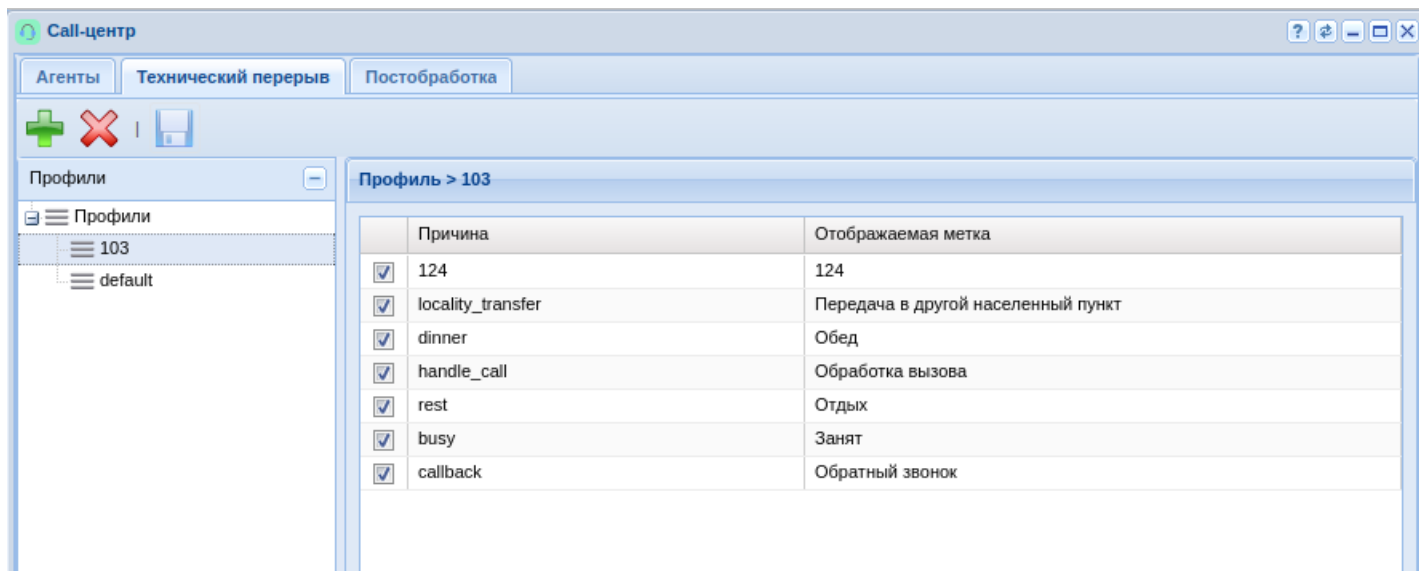 Call-центр
Агенты Технический перерыв Постобработка
Профили
Профиль > 103
Профили
103
default
Причина Отображаемая метка
124 124
locality_transfer Передача в другой населенный пункт
dinner Обед
handle_call Обработка вызова
rest Отдых
busy Занят
callback Обратный звонок